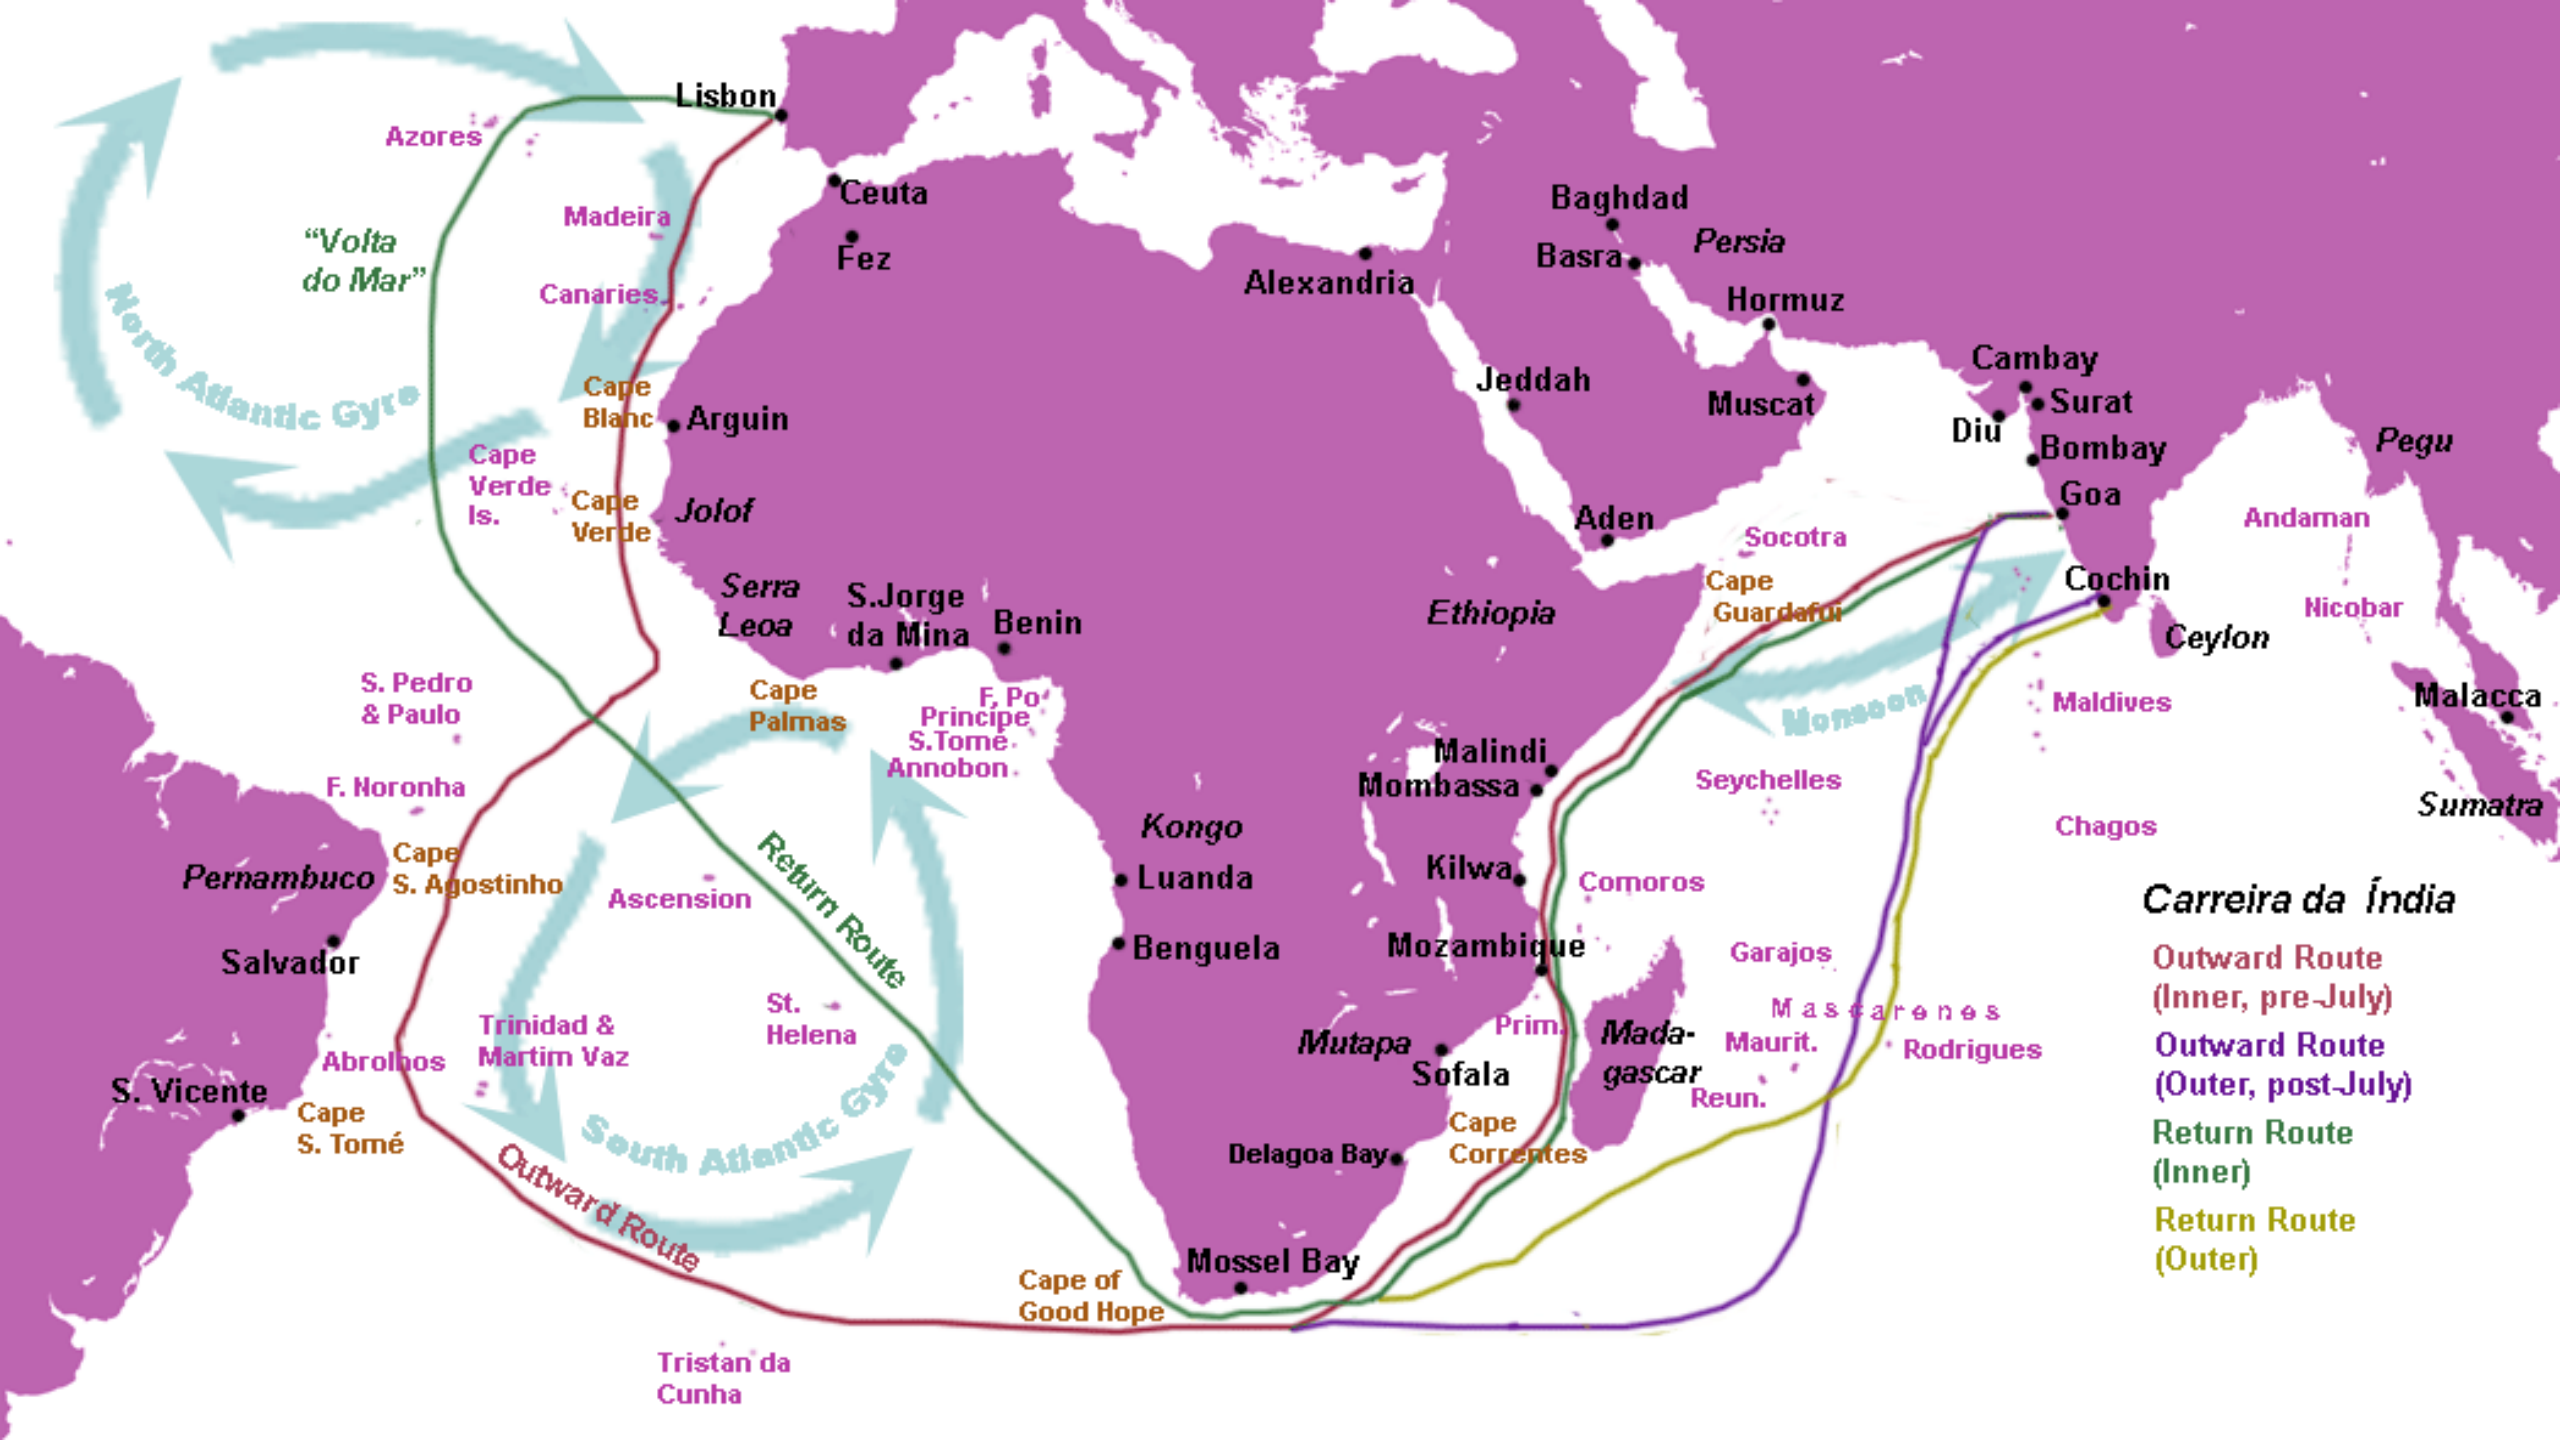 Lisbon
Azores
Ceuta
Madeira
Fez
“Volta
do Mar”
Canaries
North Atlantic Gyre
Cape
Blanc
Arguin
Cape
Verde
Is.
Cape
Verde
Jolof
Serra
Leoa
S.Jorge
da Mina
Benin
Alexandria
Baghdad
Basra
Persia
Hormuz
Jeddah
Muscat
Aden
Cambay
Surat
Diu
Bombay
Goa
Pegu
Andaman
Socotra
Cape
Guardafui
Ethiopia
Cochin
Nicobar
Ceylon
Monsoon
Maldives
Malacca
Sumatra
Seychelles
Chagos
S. Pedro
& Paulo
F. Noronha
Cape
Palmas
F, Po
Principe
S.Tomé
Annobon
Malindi
Mombassa
Kongo
Luanda
Kilwa
Comoros
Pernambuco
Cape
S. Agostinho
Ascension
Return Route
Salvador
Benguela
Mozambique
Garajos
Mascarenes
St.
Helena
Trinidad &
Martim Vaz
Abrolhos
Prim.
Mada-
gascar
Maurit.
Rodrigues
Mutapa
Sofala
Reun.
S. Vicente
Cape
S. Tomé
South Atlantic Gyre
Outward Route
Cape
Correntes
Delagoa Bay
Mossel Bay
Cape of
Good Hope
Tristan da
Cunha
Carreira da Índia
Outward Route
(Inner, pre-July)
Outward Route
(Outer, post-July)
Return Route
(Inner)
Return Route
(Outer)